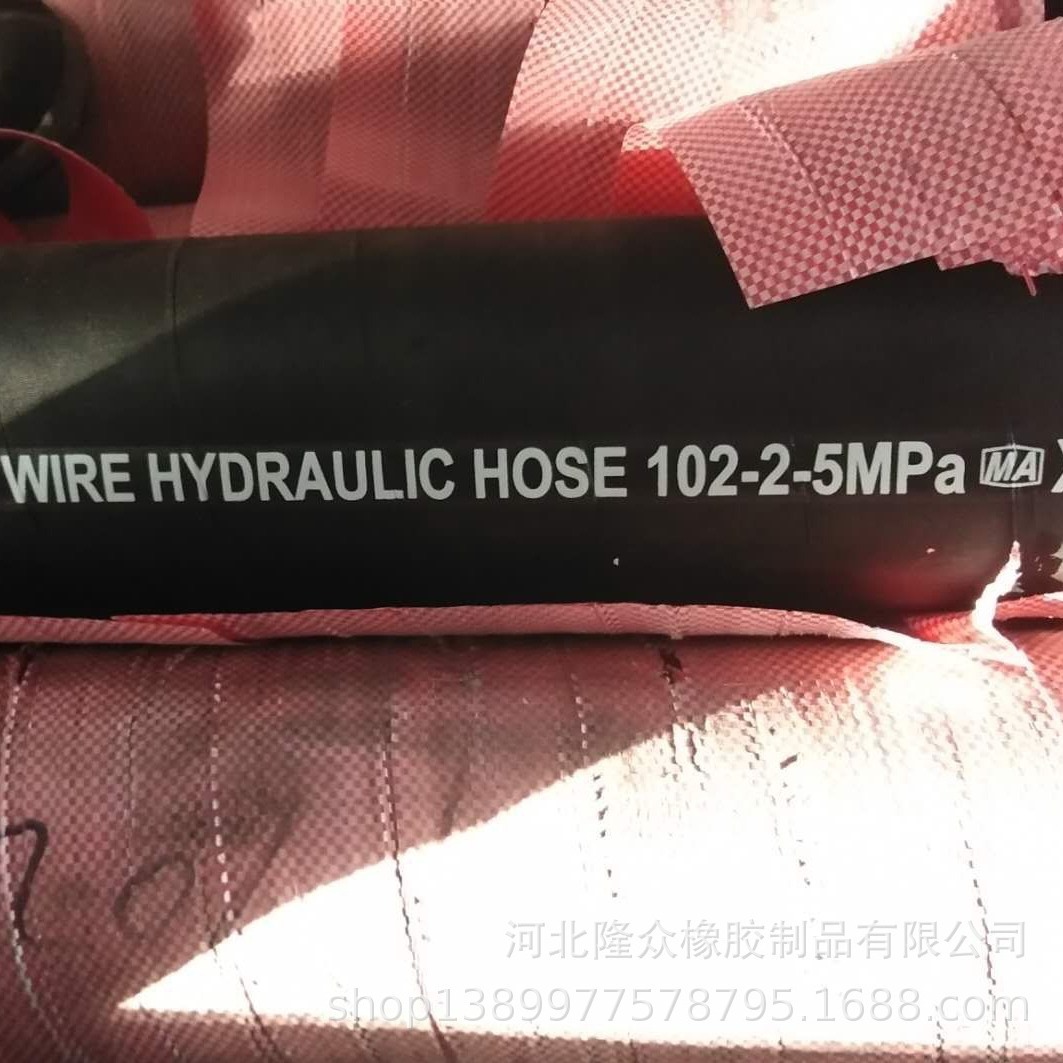 WIRE HYDRAULIC HOSE 102-2-5MPa MA
河北隆众橡胶制品有限公司
shop1389977578795.1688.com